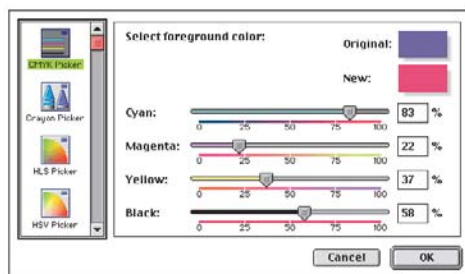 Select foreground color:
Original:
New:
CMYK Picker
Crayon Picker
HLS Picker
HSV Picker
Cyan:
83 %
0 25 50 75 100
Magenta:
22 %
0 25 50 75 100
Yellow:
37 %
0 25 50 75 100
Black:
58 %
0 25 50 75 100
Cancel
OK